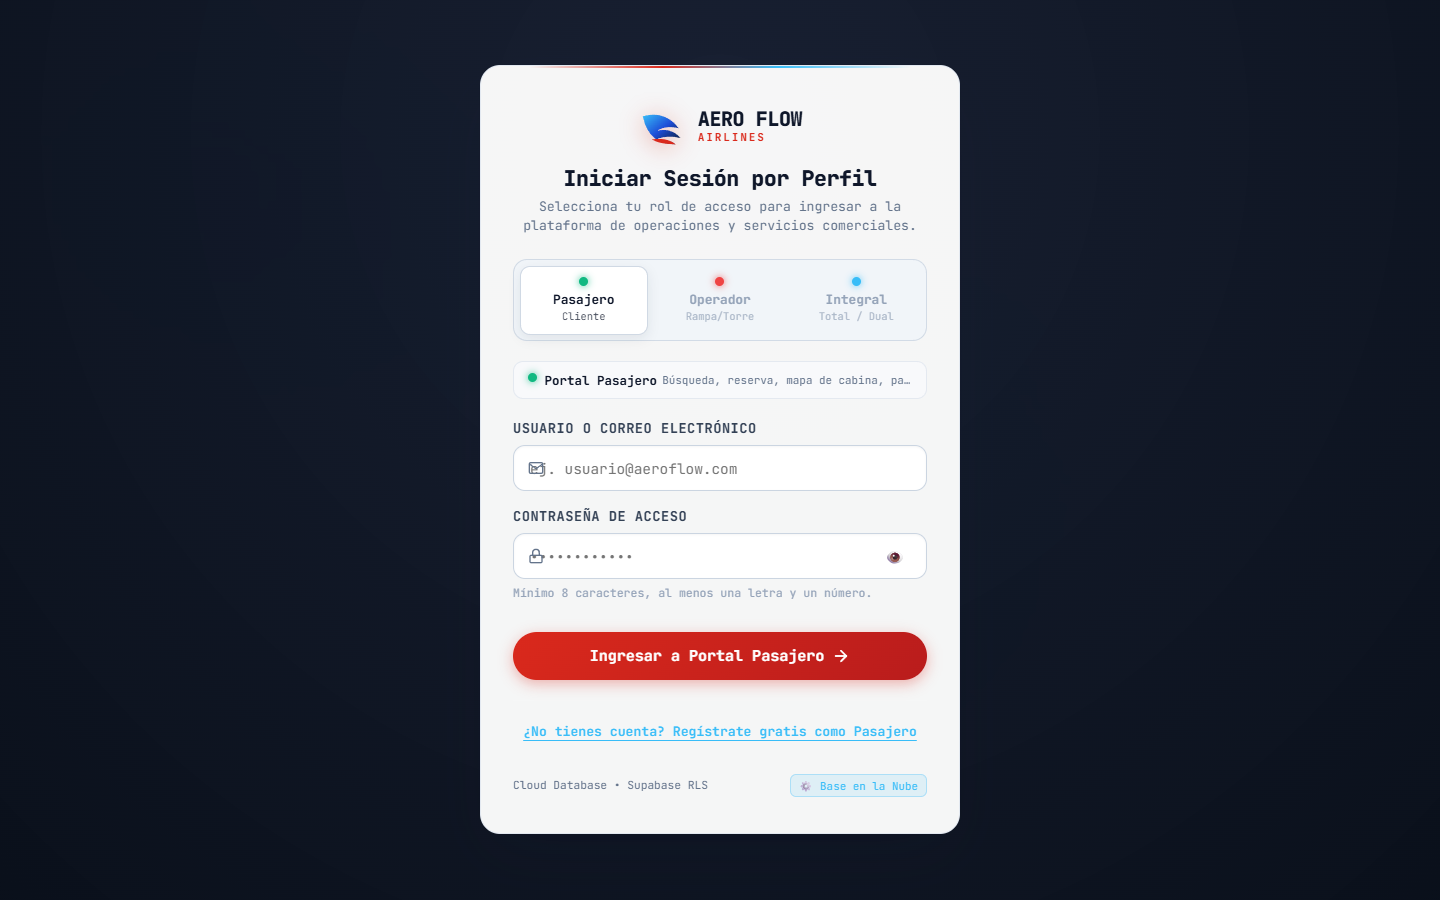 AERO FLOW
AIRLINES
Iniciar Sesión por Perfil
Selecciona tu rol de acceso para ingresar a la
plataforma de operaciones y servicios comerciales.
Pasajero
Cliente
Operador
Rampa/Torre
Integral
Total / Dual
Portal Pasajero Búsqueda, reserva, mapa de cabina, pa…
USUARIO O CORREO ELECTRÓNICO
ej. usuario@aeroflow.com
CONTRASEÑA DE ACCESO
••••••••••••
Mínimo 8 caracteres, al menos una letra y un número.
Ingresar a Portal Pasajero →
¿No tienes cuenta? Regístrate gratis como Pasajero
Cloud Database • Supabase RLS
Base en la Nube